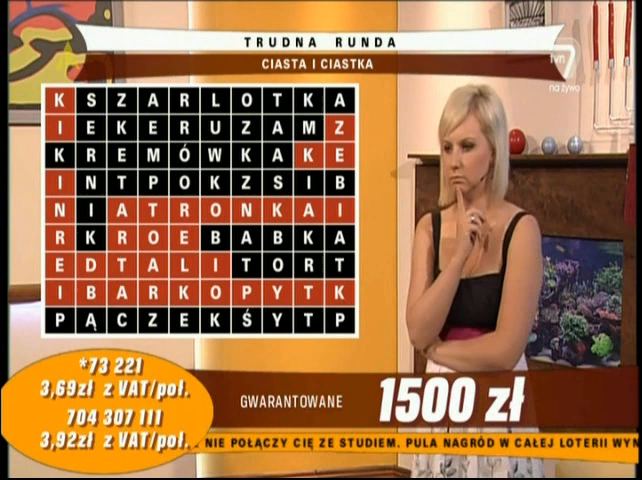 TRUDNA RUNDA
CIASTA I CIASTKA
tvn 7
na żywo
K S Z A R L O T K A
I E K E R U Z A M Z
K R E M Ó W K A K E
I N T P O K Z S I B
N I A T R O N K A I
R K R O E B A B K A
E D T A L I T O R T
I B A R K O P Y T K
P Ą C Z E K Ś Y T P
*73 221
3,69zł z VAT/poł.
704 307 111
3,92zł z VAT/poł.
GWARANTOWANE 1500 zł
NIE POŁĄCZY CIĘ ZE STUDIEM. PULA NAGRÓD W CAŁEJ LOTERII WYN